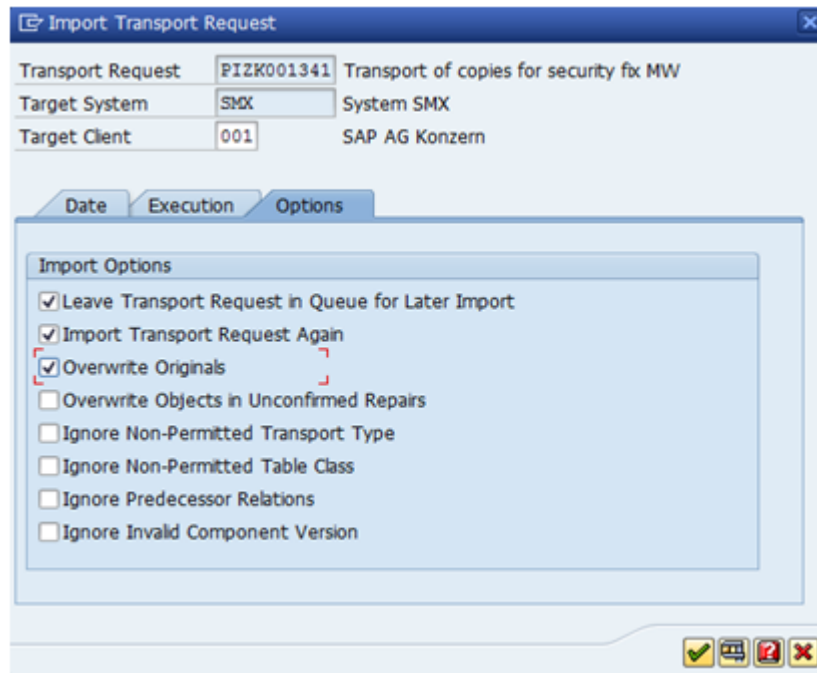 Import Transport Request
Transport Request PIZK001341 Transport of copies for security fix MW
Target System SMX System SMX
Target Client 001 SAP AG Konzern
Date Execution Options
Import Options
Leave Transport Request in Queue for Later Import
Import Transport Request Again
Overwrite Originals
Overwrite Objects in Unconfirmed Repairs
Ignore Non-Permitted Transport Type
Ignore Non-Permitted Table Class
Ignore Predecessor Relations
Ignore Invalid Component Version